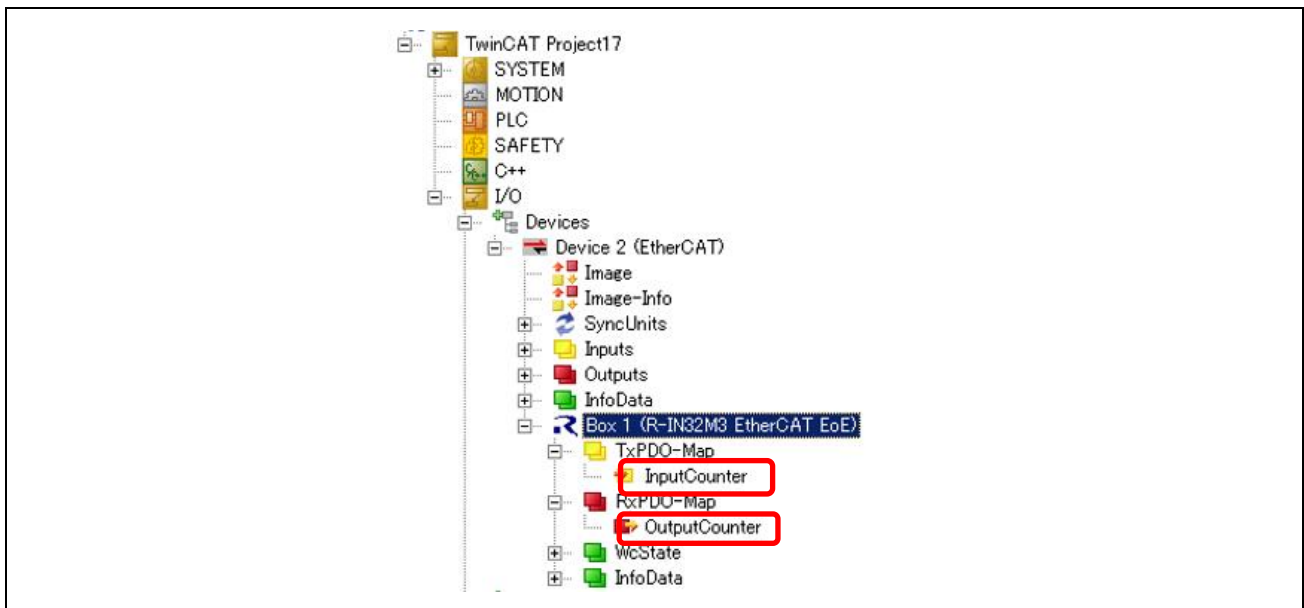 TwinCAT Project17
SYSTEM
MOTION
PLC
SAFETY
C++
I/O
Devices
Device 2 (EtherCAT)
Image
Image-Info
SyncUnits
Inputs
Outputs
InfoData
Box 1 (R-IN32M3 EtherCAT EoE)
TxPDO-Map
InputCounter
RxPDO-Map
OutputCounter
WcState
InfoData